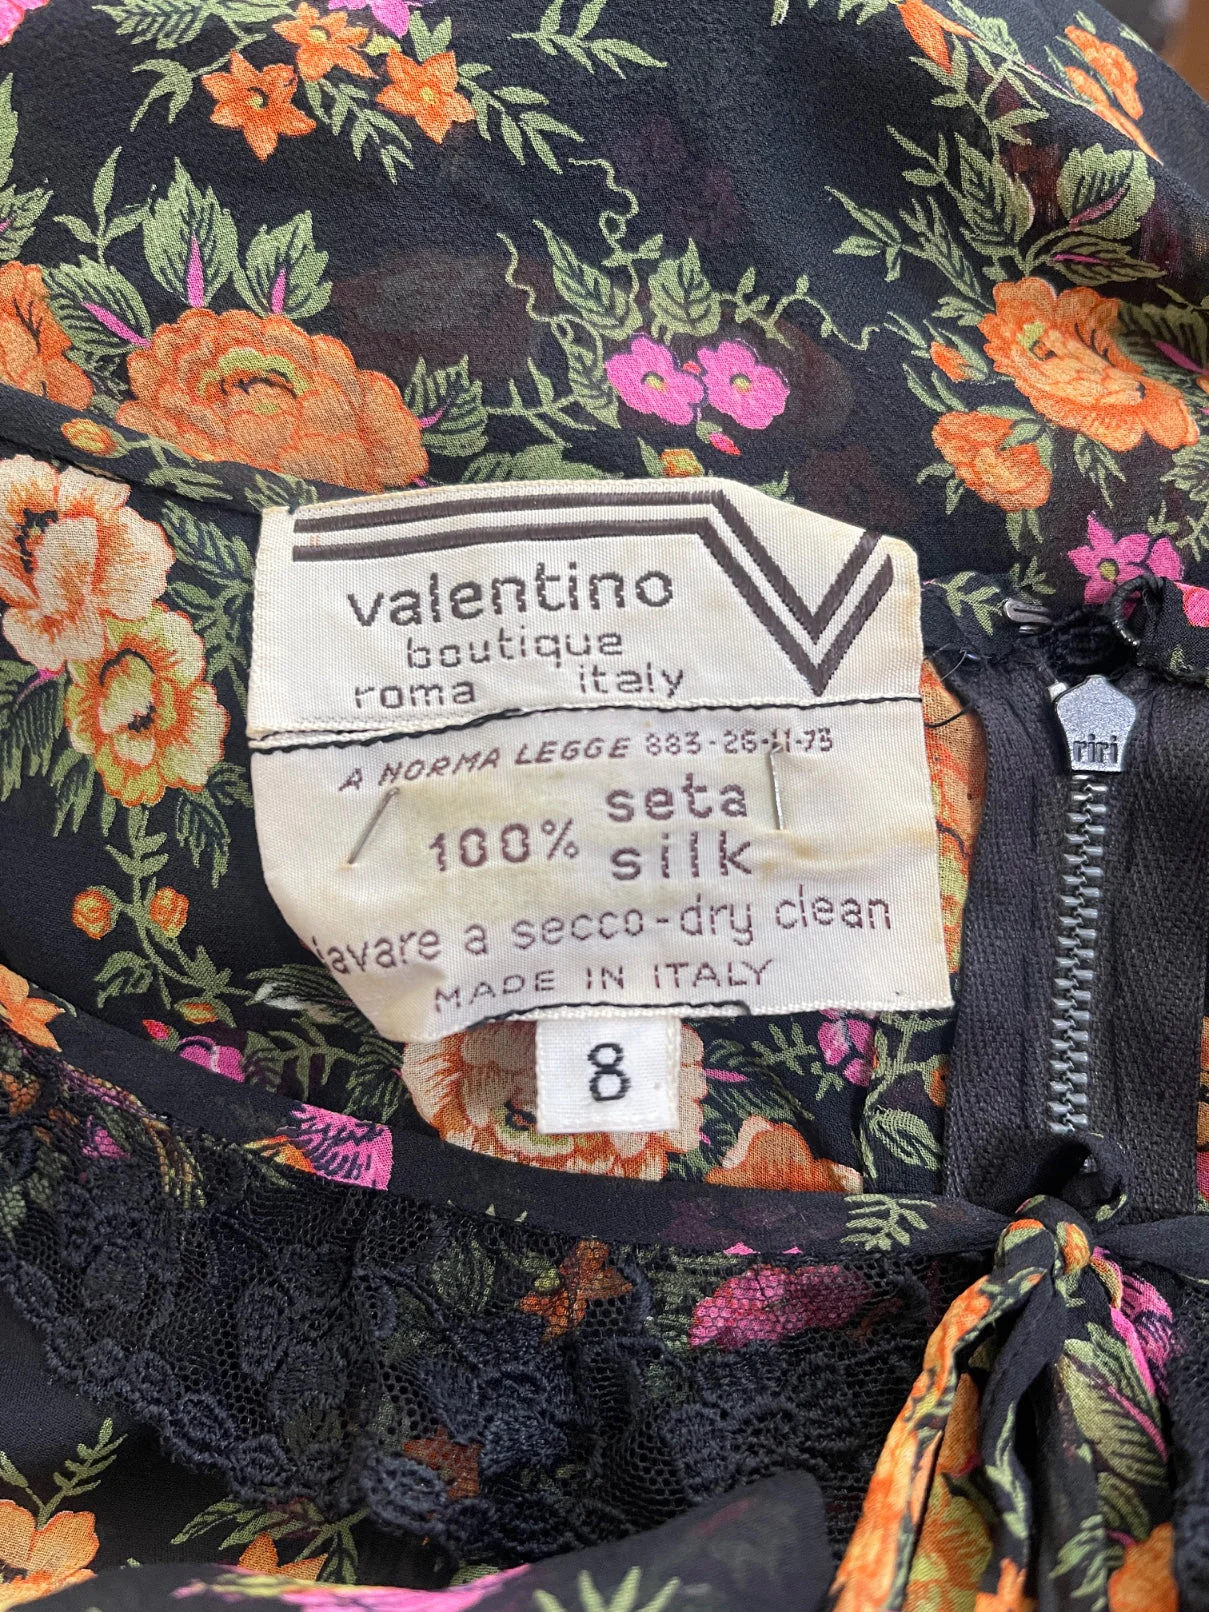 valentino
boutique
roma italy
A NORMA LEGGE 883-26-11-73
100% seta
silk
lavare a secco-dry clean
MADE IN ITALY
8
riri